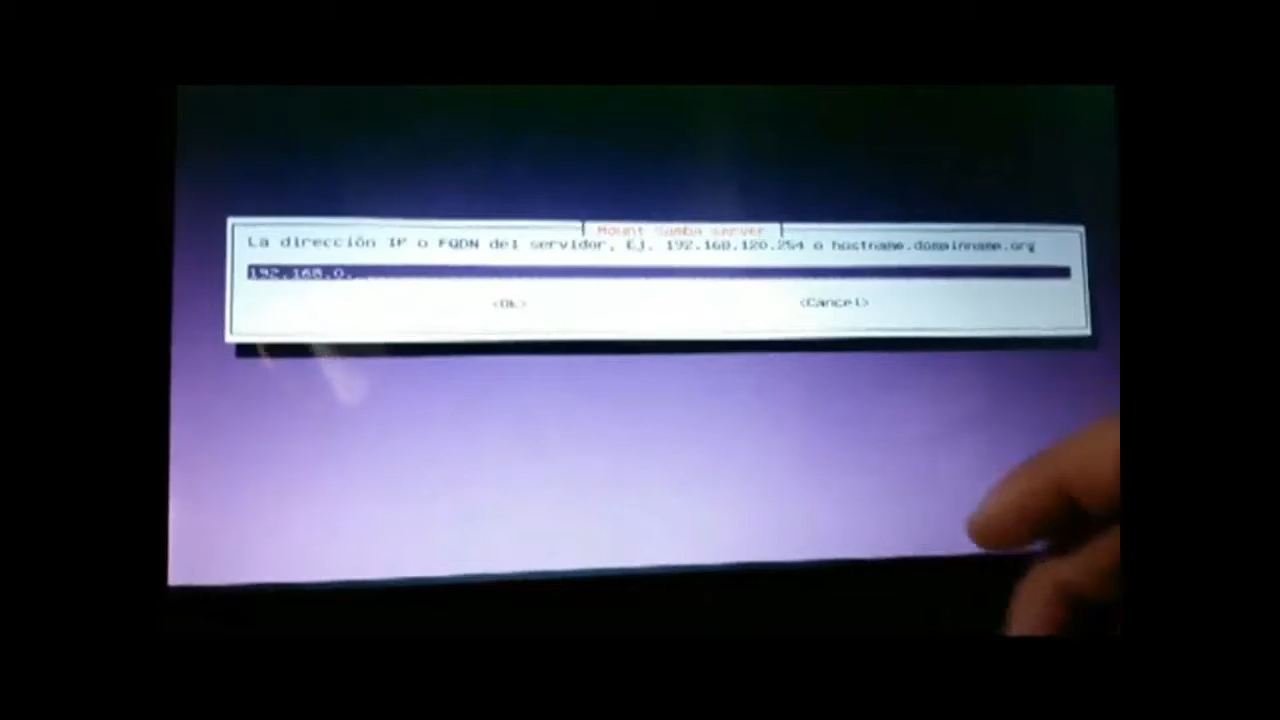 Mount Samba server
La dirección IP o FQDN del servidor, Ej. 192.168.120.254 o hostname.domainname.org
192.168.0.
<Ok> <Cancel>